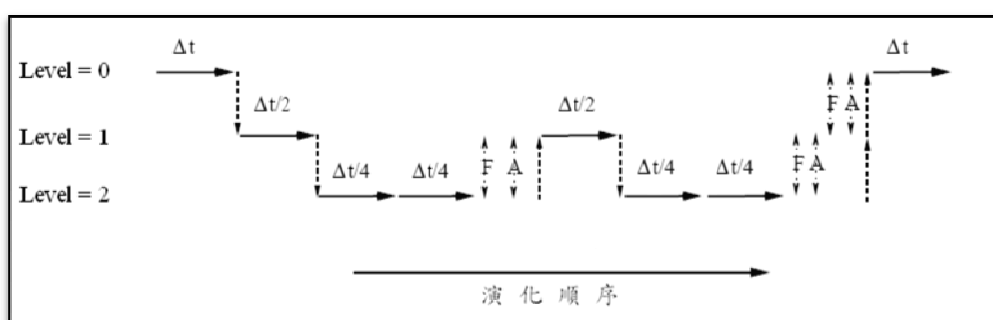 Δt Δt
Level = 0
F A
Δt/2 Δt/2
Level = 1
Δt/4 Δt/4 F A Δt/4 Δt/4 F A
Level = 2
演 化 顺 序